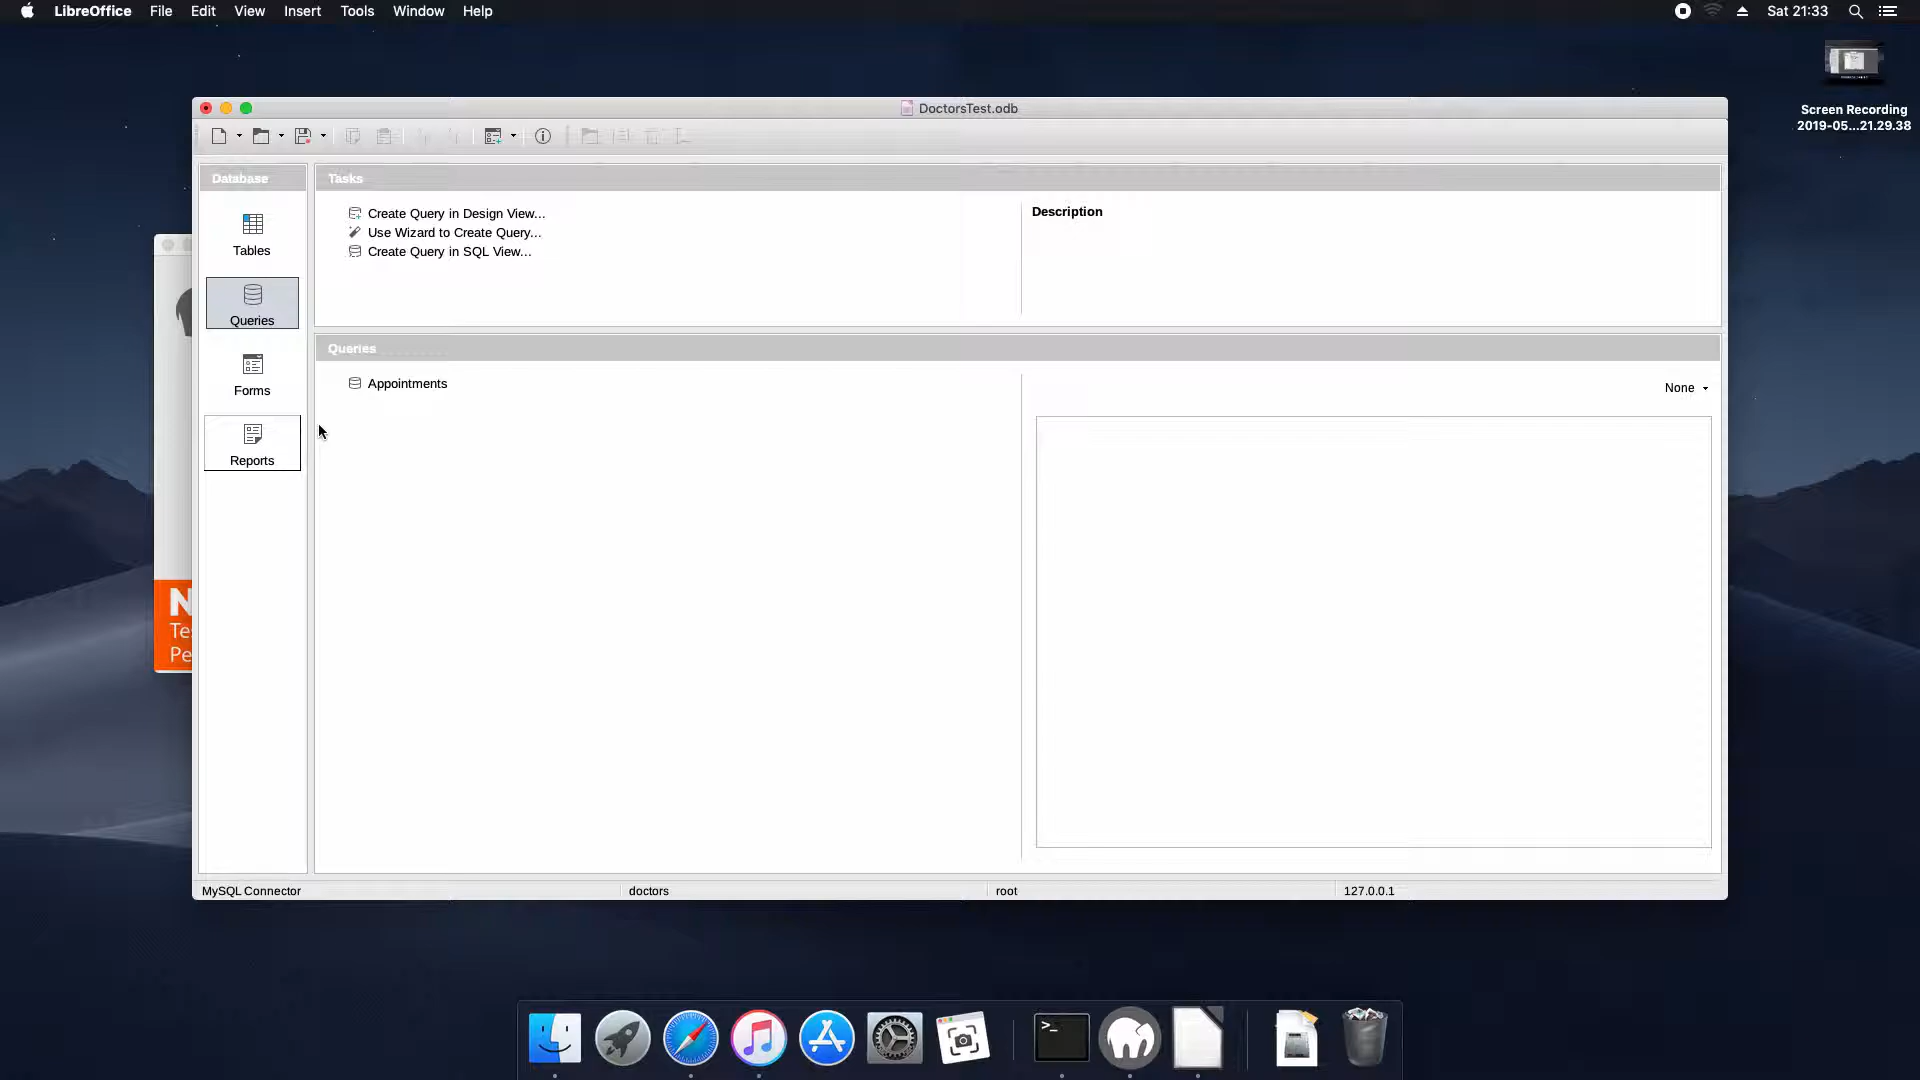 LibreOffice File Edit View Insert Tools Window Help Sat 21:33
Screen Recording
2019-05...21.29.38
DoctorsTest.odb
Database
Tables
Queries
Forms
Reports
Tasks
Create Query in Design View...
Use Wizard to Create Query...
Create Query in SQL View...
Description
Queries
Appointments
None
N
Te
Pe
MySQL Connector doctors root 127.0.0.1
>_